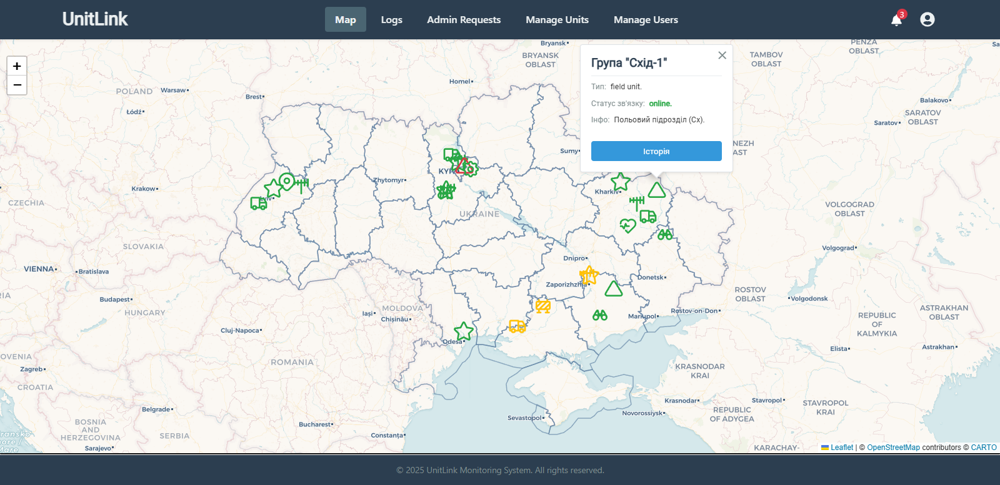 UnitLink
Map
Logs
Admin Requests
Manage Units
Manage Users
3
+
−
Група "Схід-1"
Тип: field unit.
Статус зв'язку: online.
Інфо: Польовий підрозділ (Сх).
Історія
Bryansk
BRYANSK
OBLAST
PENZA
OBLAST
TAMBOV
OBLAST
Sa
Homel
POLAND
Warsaw
Brest
Łódź
Balakovo
SARATOV
OBLAST
Saratov
Sumy
NEZH
AST
KYIV
Zhytomyr
Krakow
Lviv
Kharkiv
CZECHIA
VOLGOGRAD
OBLAST
UKRAINE
SLOVAKIA
Volgograd
VIENNA
Bratislava
Dnipro
Donetsk
Zaporizhzhia
RIA
Budapest
HUNGARY
ROSTOV
OBLAST
Volgodonsk
MOLDOVA
Iași
Chișinău
Mariupol
Rostov-on-Don
ASTRAKHAN
OBLAST
REPUBLIC
OF
KALMYKIA
Cluj-Napoca
Odesa
Elista
Astrakhan
OVENIA
Zagreb
ROMANIA
KRASNODAR
KRAI
CROATIA
Belgrade
Krasnodar
Stavropol
STAVROPOL
KRAI
Sevastopol
Novorossiysk
REPUBLIC
OF ADYGEA
BOSNIA
AND
HERZEGOVINA
Bucharest
SERBIA
Constanța
Sarajevo
ransko
ore /
Mare
KARACHAY-
Leaflet | © OpenStreetMap contributors © CARTO
© 2025 UnitLink Monitoring System. All rights reserved.